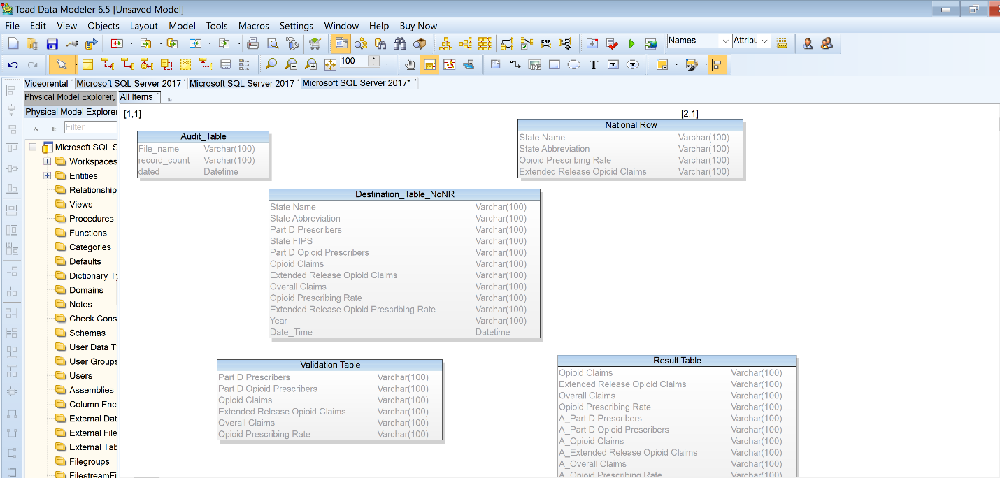 Toad Data Modeler 6.5 [Unsaved Model]
File Edit View Objects Layout Model Tools Macros Settings Window Help Buy Now
ERP Names Attribu
100 T T T
Videorental Microsoft SQL Server 2017 Microsoft SQL Server 2017 Microsoft SQL Server 2017*
Physical Model Explorer, All Items
Physical Model Explorer
Filter
Microsoft SQL S
Workspaces
Entities
Relationship
Views
Procedures
Functions
Categories
Defaults
Dictionary Ty
Domains
Notes
Check Cons
Schemas
User Data T
User Groups
Users
Assemblies
Column Enc
External Dat
External File
External Tab
Filegroups
FilestreamFi
[1,1] [2,1]
Audit_Table
File_name Varchar(100)
record_count Varchar(100)
dated Datetime
National Row
State Name Varchar(100)
State Abbreviation Varchar(100)
Opioid Prescribing Rate Varchar(100)
Extended Release Opioid Claims Varchar(100)
Destination_Table_NoNR
State Name Varchar(100)
State Abbreviation Varchar(100)
Part D Prescribers Varchar(100)
State FIPS Varchar(100)
Part D Opioid Prescribers Varchar(100)
Opioid Claims Varchar(100)
Extended Release Opioid Claims Varchar(100)
Overall Claims Varchar(100)
Opioid Prescribing Rate Varchar(100)
Extended Release Opioid Prescribing Rate Varchar(100)
Year Varchar(100)
Date_Time Datetime
Validation Table
Part D Prescribers Varchar(100)
Part D Opioid Prescribers Varchar(100)
Opioid Claims Varchar(100)
Extended Release Opioid Claims Varchar(100)
Overall Claims Varchar(100)
Opioid Prescribing Rate Varchar(100)
Result Table
Opioid Claims Varchar(100)
Extended Release Opioid Claims Varchar(100)
Overall Claims Varchar(100)
Opioid Prescribing Rate Varchar(100)
A_Part D Prescribers Varchar(100)
A_Part D Opioid Prescribers Varchar(100)
A_Opioid Claims Varchar(100)
A_Extended Release Opioid Claims Varchar(100)
A_Overall Claims Varchar(100)
A_Opioid Prescribing Rate Varchar(100)